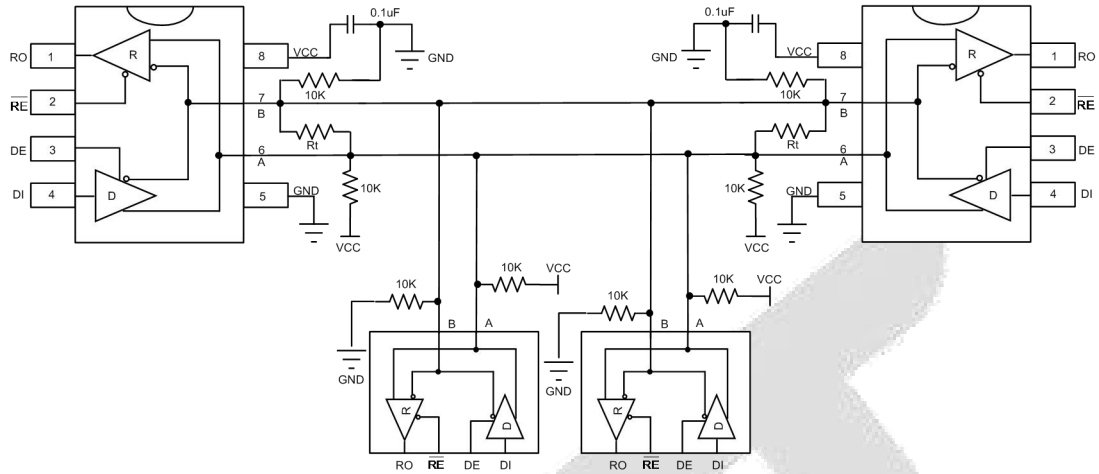 0.1uF
0.1uF
RO 1
8 VCC
GND
GND
VCC 8
1 RO
R
R
10K
10K
RE 2
7
B
7
B
2 RE
DE 3
Rt
Rt
3 DE
6
A
6
A
DI 4
D
5 GND
10K
10K
GND 5
D
4 DI
VCC
VCC
10K
10K
VCC
10K
10K
VCC
B A
B A
GND
GND
R
D
R
D
RO RE DE DI
RO RE DE DI